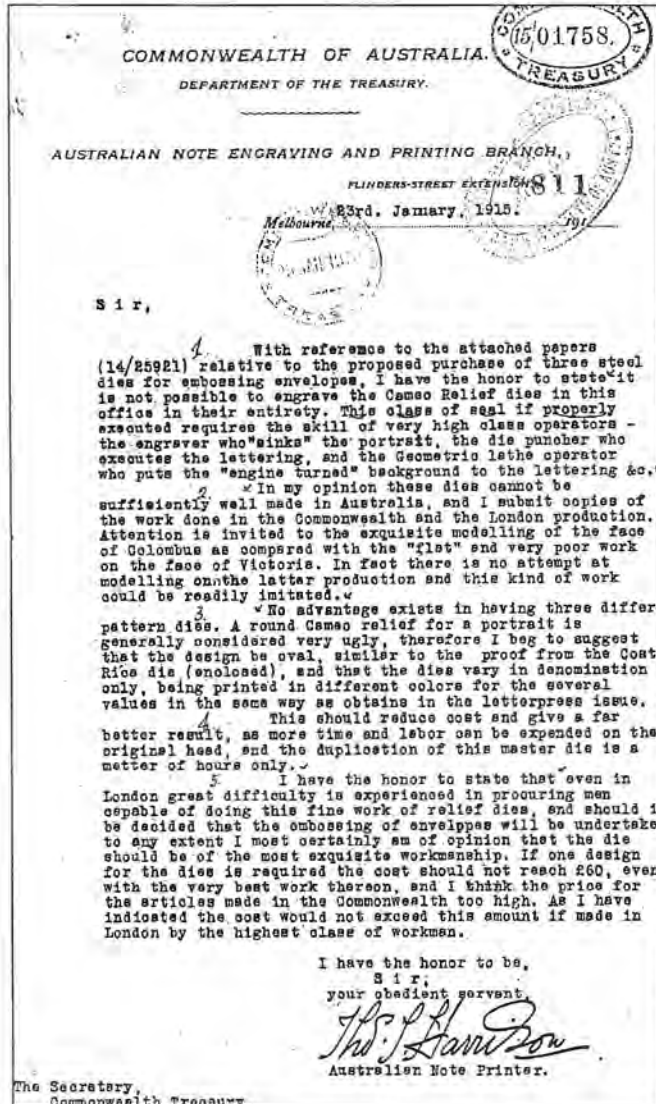 COMMONWEALTH
15/01758.
TREASURY
COMMONWEALTH OF AUSTRALIA.
DEPARTMENT OF THE TREASURY.
AUSTRALIAN NOTE ENGRAVING AND PRINTING BRANCH,
FLINDERS-STREET EXTENSION,
811
Melbourne, 23rd. January, 1915. 191
S i r,
1. With reference to the attached papers
(14/25921) relative to the proposed purchase of three steel
dies for embossing envelopes, I have the honor to state it
is not possible to engrave the Cameo Relief dies in this
office in their entirety. This class of seal if properly
executed requires the skill of very high class operators -
the engraver who "sinks" the portrait, the die puncher who
executes the lettering, and the Geometric lathe operator
who puts the "engine turned" background to the lettering &c.
2. In my opinion these dies cannot be
sufficiently well made in Australia, and I submit copies of
the work done in the Commonwealth and the London production.
Attention is invited to the exquisite modelling of the face
of Columbus as compared with the "flat" and very poor work
on the face of Victoria. In fact there is no attempt at
modelling onnthe latter production and this kind of work
could be readily imitated.
3. No advantage exists in having three differ
pattern dies. A round Cameo relief for a portrait is
generally considered very ugly, therefore I beg to suggest
that the design be oval, similar to the proof from the Cost
Rica die (enclosed), and that the dies vary in denomination
only, being printed in different colors for the several
values in the same way as obtains in the letterpress issue.
4. This should reduce cost and give a far
better result, as more time and labor can be expended on the
original head, and the duplication of this master die is a
matter of hours only.
5. I have the honor to state that even in
London great difficulty is experienced in procuring men
capable of doing this fine work of relief dies, and should i
be decided that the embossing of envelppes will be undertake
to any extent I most certainly am of opinion that the die
should be of the most exquisite workmanship. If one design
for the dies is required the cost should not reach £60, even
with the very best work thereon, and I think the price for
the articles made in the Commonwealth too high. As I have
indicated the cost would not exceed this amount if made in
London by the highest class of workman.
I have the honor to be,
S i r,
your obedient servant,
Thos. S. Harrison
Australian Note Printer.
The Secretary,
Commonwealth Treasury